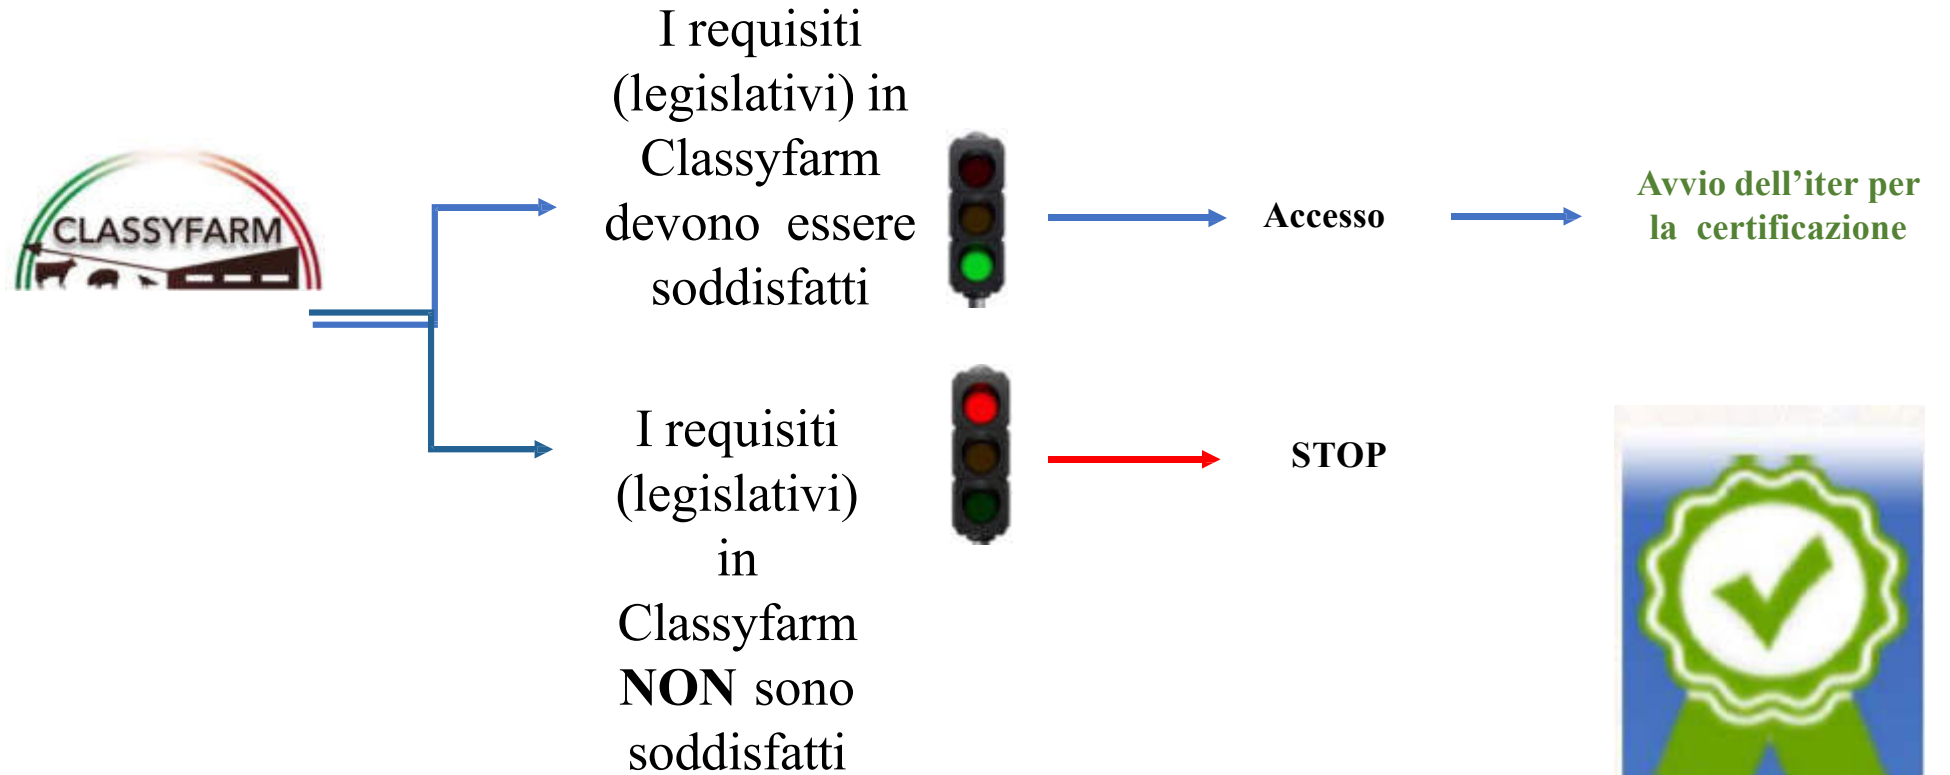 CLASSYFARM
I requisiti
(legislativi) in
Classyfarm
devono essere
soddisfatti
Accesso
Avvio dell’iter per
la certificazione
I requisiti
(legislativi)
in
Classyfarm
NON sono
soddisfatti
STOP